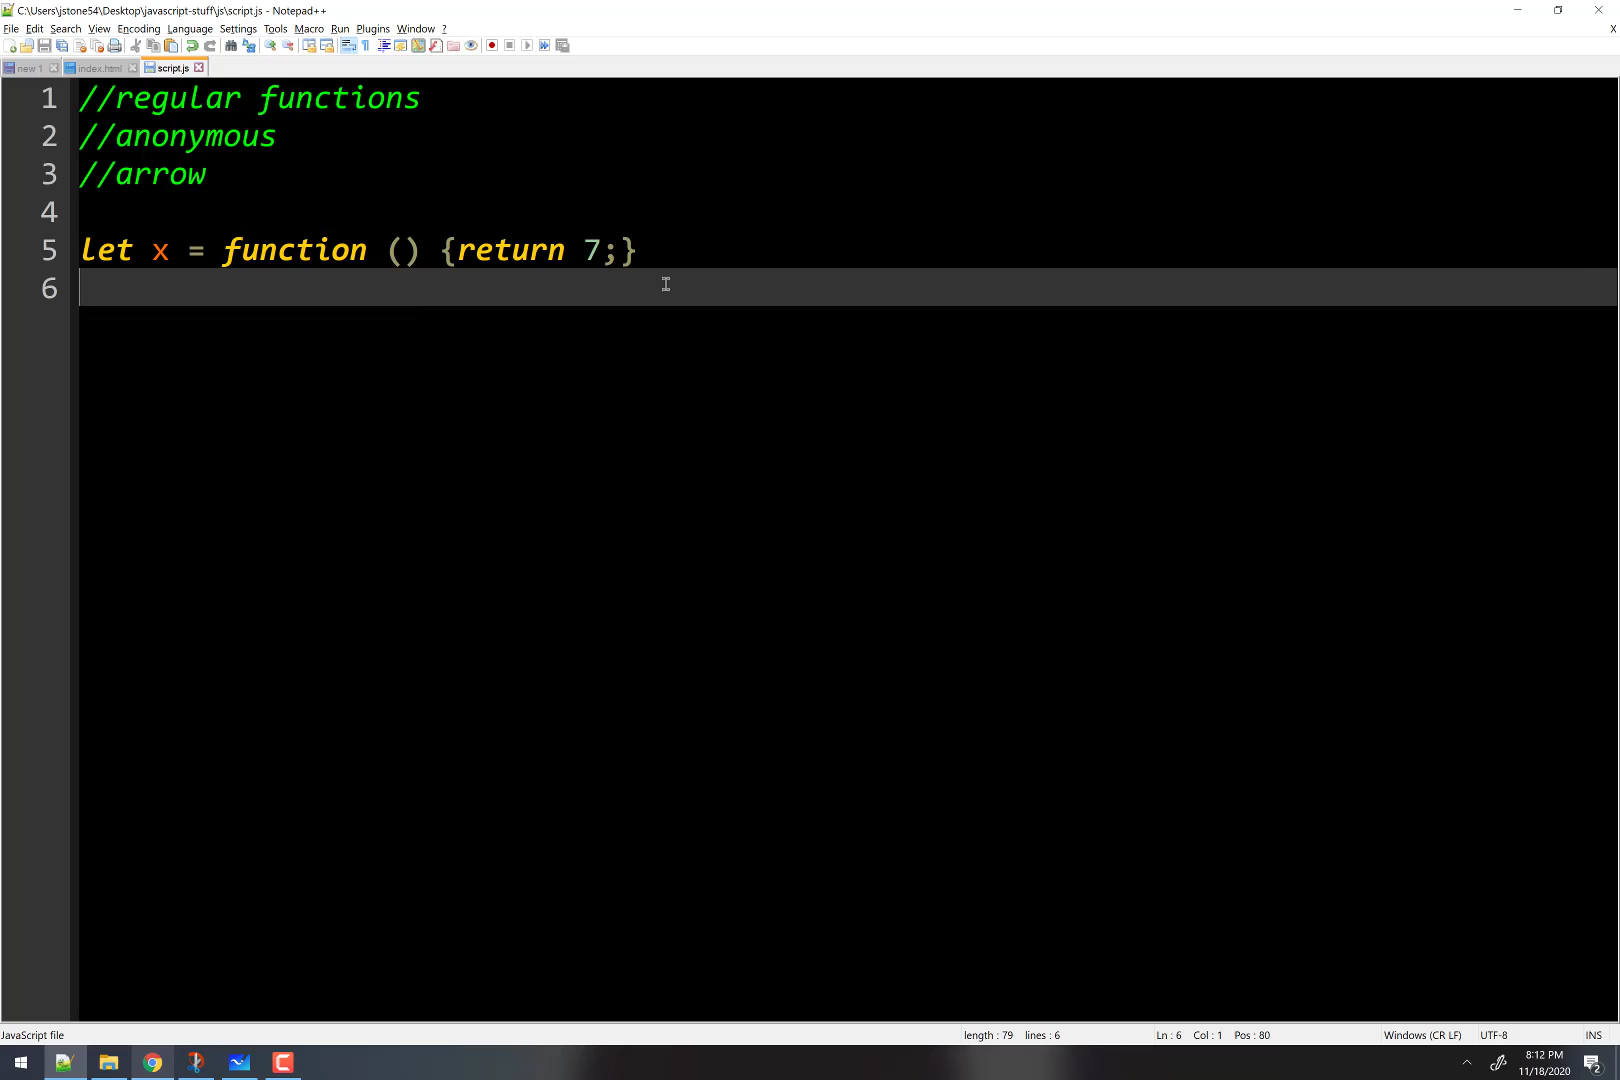 C:\Users\jstone54\Desktop\javascript-stuff\js\script.js - Notepad++
File Edit Search View Encoding Language Settings Tools Macro Run Plugins Window ?
X
new 1 index.html script.js
1 //regular functions
2 //anonymous
3 //arrow
4
5 let x = function () {return 7;}
6
JavaScript file length : 79 lines : 6 Ln : 6 Col : 1 Pos : 80 Windows (CR LF) UTF-8 INS
8:12 PM
11/18/2020
2